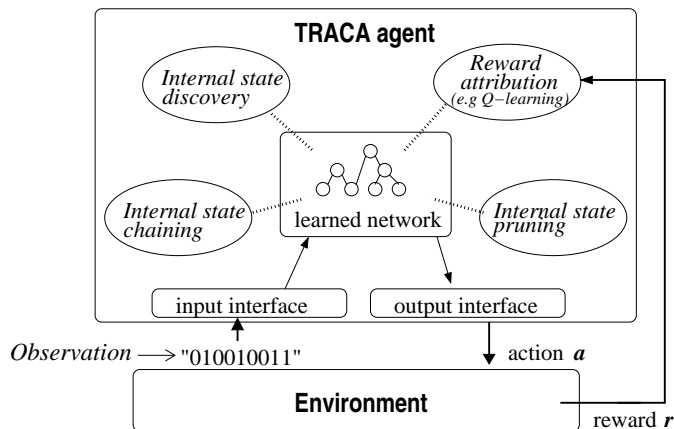 TRACA agent
Internal state
discovery
Reward
attribution
(e.g Q-learning)
Internal state
chaining
learned network
Internal state
pruning
input interface
output interface
Observation
"010010011"
action a
Environment
reward r